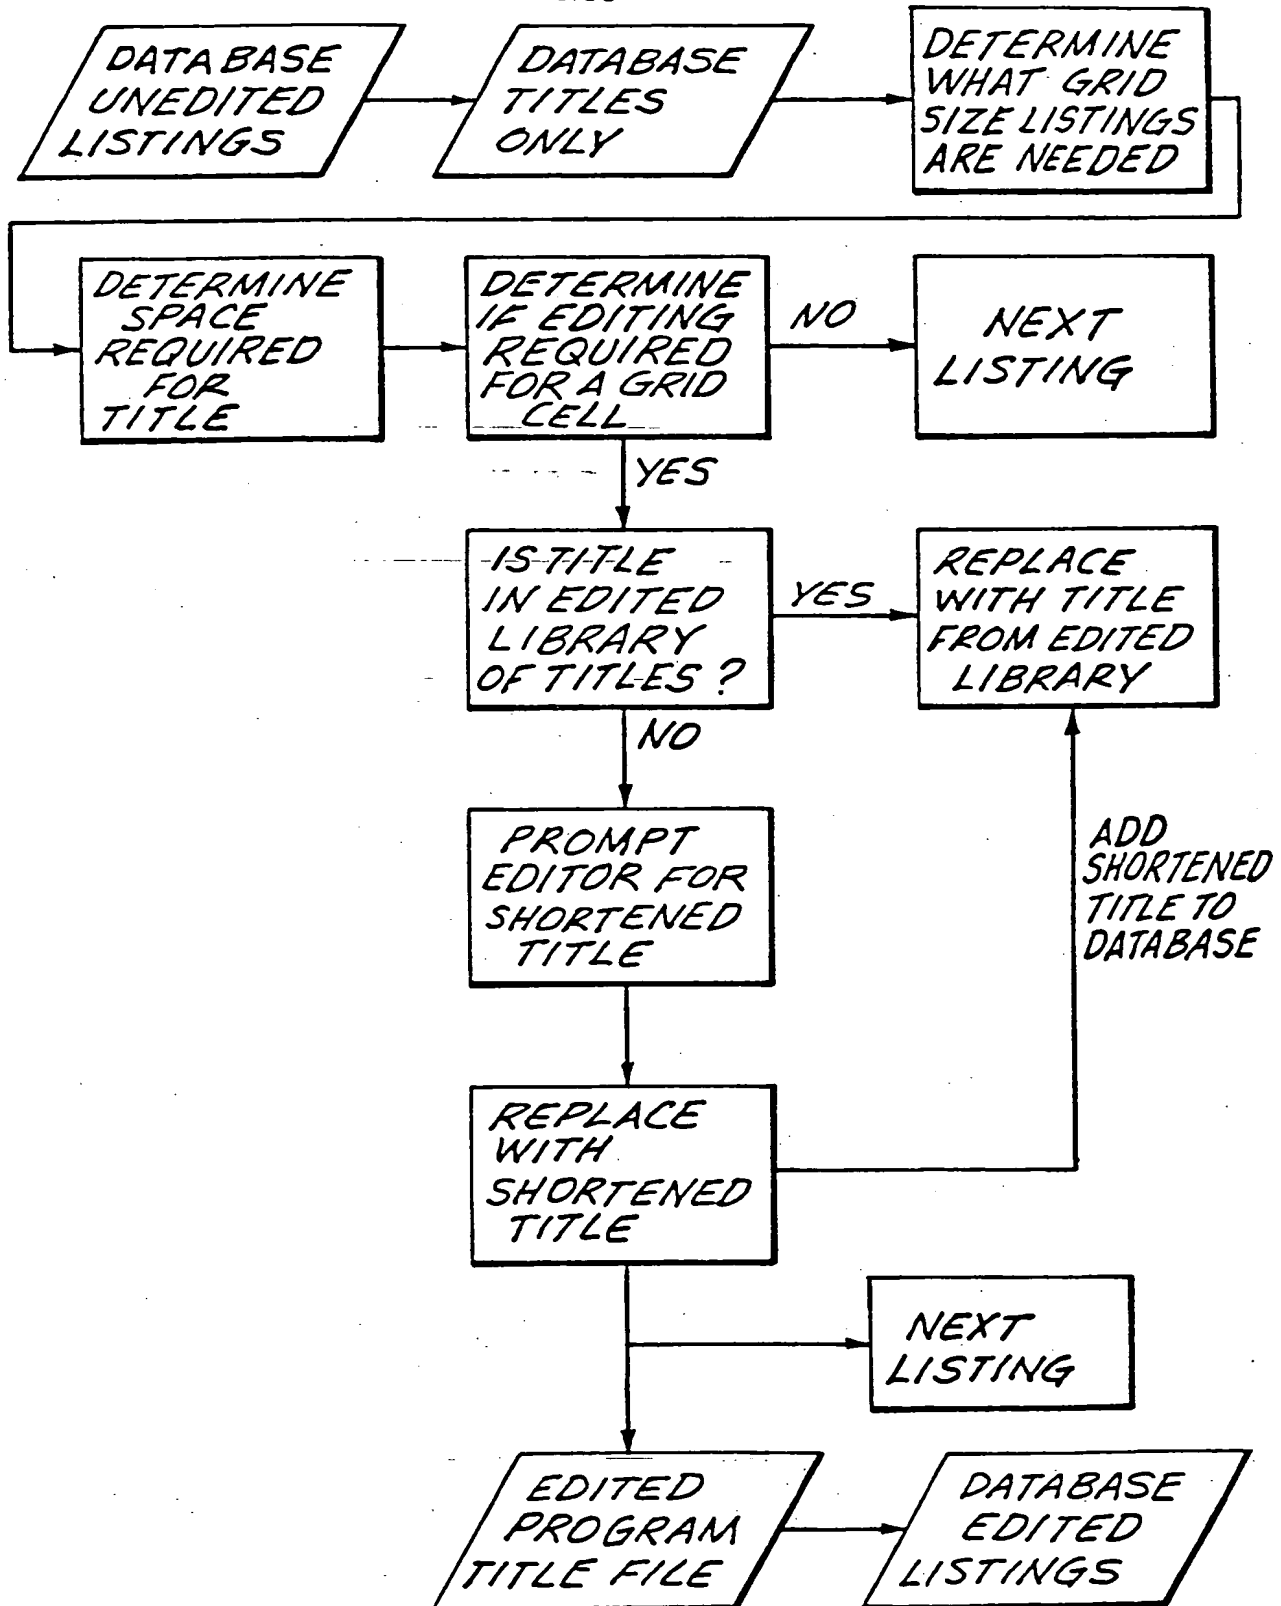 DATABASE
UNEDITED
LISTINGS
DATABASE
TITLES
ONLY
DETERMINE
WHAT GRID
SIZE LISTINGS
ARE NEEDED
DETERMINE
SPACE
REQUIRED
FOR
TITLE
DETERMINE
IF EDITING
REQUIRED
FOR A GRID
CELL
NO
NEXT
LISTING
YES
IS TITLE
IN EDITED
LIBRARY
OF TITLES?
YES
REPLACE
WITH TITLE
FROM EDITED
LIBRARY
NO
PROMPT
EDITOR FOR
SHORTENED
TITLE
ADD
SHORTENED
TITLE TO
DATABASE
REPLACE
WITH
SHORTENED
TITLE
NEXT
LISTING
EDITED
PROGRAM
TITLE FILE
DATABASE
EDITED
LISTINGS